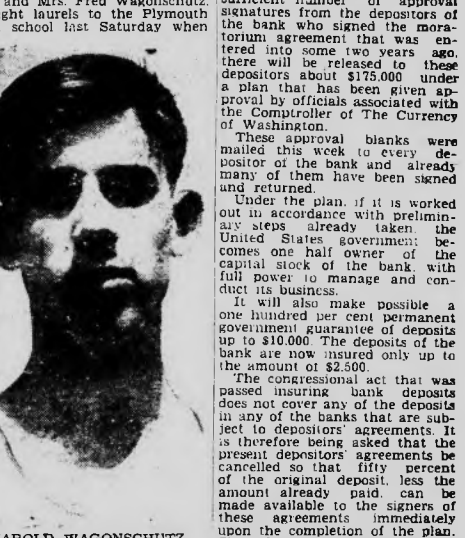 and Mrs. Fred Wagonschutz,
ght laurels to the Plymouth
school last Saturday when
AROLD WAGONSCHUTZ
sufficient number of approval
signatures from the depositors of
the bank who signed the mora-
torium agreement that was en-
tered into some two years ago,
there will be released to these
depositors about $175,000 under
a plan that has been given ap-
proval by officials associated with
the Comptroller of The Currency
of Washington.
These approval blanks were
mailed this week to every de-
positor of the bank and already
many of them have been signed
and returned.
Under the plan, if it is worked
out in accordance with prelimin-
ary steps already taken, the
United States government be-
comes one half owner of the
capital stock of the bank, with
full power to manage and con-
duct its business.
It will also make possible a
one hundred per cent permanent
government guarantee of deposits
up to $10,000. The deposits of the
bank are now insured only up to
the amount of $2,500.
The congressional act that was
passed insuring bank deposits
does not cover any of the deposits
in any of the banks that are sub-
ject to depositors' agreements. It
is therefore being asked that the
present depositors' agreements be
cancelled so that fifty percent
of the original deposit, less the
amount already paid, can be
made available to the signers of
these agreements immediately
upon the completion of the plan.